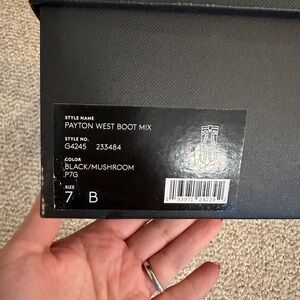 STYLE NAME
PAYTON WEST BOOT MIX
STYLE NO.
G4245 233484
COLOR
BLACK/MUSHROOM
P7G
SIZE
7 B